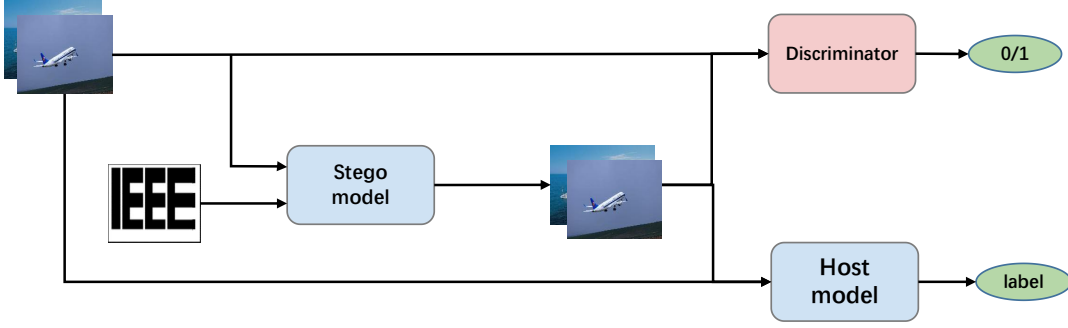 Discriminator
0/1
IEEE
Stego
model
Host
model
label